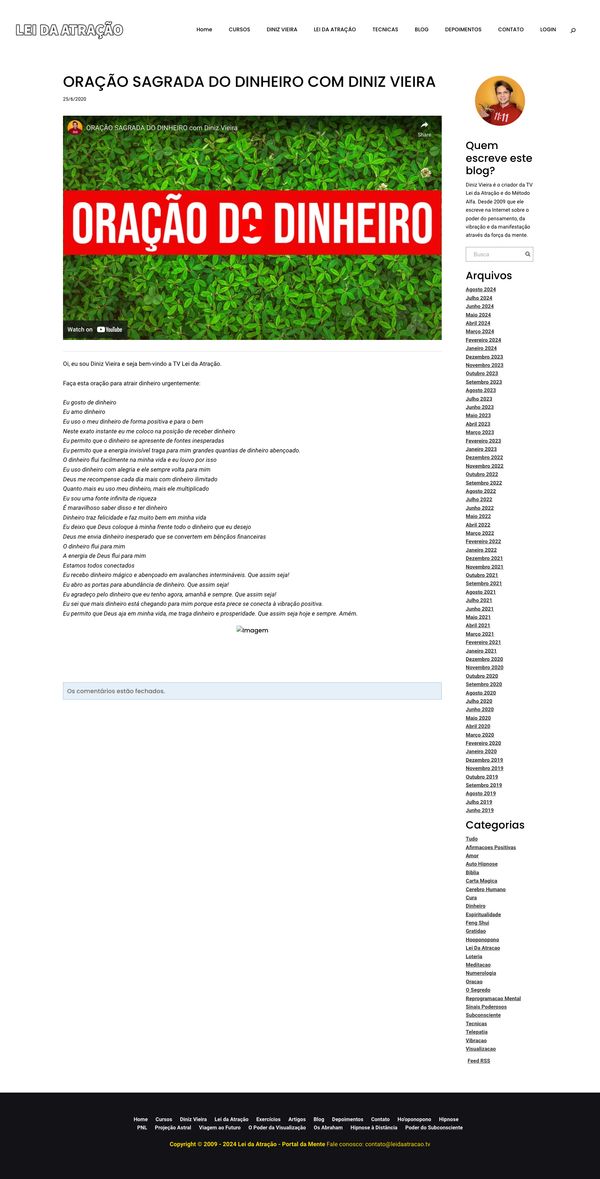 LEI DA ATRAÇÃO
Home CURSOS DINIZ VIEIRA LEI DA ATRAÇÃO TECNICAS BLOG DEPOIMENTOS CONTATO LOGIN
ORAÇÃO SAGRADA DO DINHEIRO COM DINIZ VIEIRA
25/6/2020
ORAÇÃO SAGRADA DO DINHEIRO com Diniz Vieira
Share
ORAÇÃO DO DINHEIRO
Watch on YouTube
Oi, eu sou Diniz Vieira e seja bem-vindo a TV Lei da Atração.
Faça esta oração para atrair dinheiro urgentemente:
Eu gosto de dinheiro
Eu amo dinheiro
Eu uso o meu dinheiro de forma positiva e para o bem
Neste exato instante eu me coloco na posição de receber dinheiro
Eu permito que o dinheiro se apresente de fontes inesperadas
Eu permito que a energia invisível traga para mim grandes quantias de dinheiro abençoado.
O dinheiro flui facilmente na minha vida e eu louvo por isso
Eu uso dinheiro com alegria e ele sempre volta para mim
Deus me recompense cada dia mais com dinheiro ilimitado
Quanto mais eu uso meu dinheiro, mais ele multiplicado
Eu sou uma fonte infinita de riqueza
É maravilhoso saber disso e ter dinheiro
Dinheiro traz felicidade e faz muito bem em minha vida
Eu deixo que Deus coloque à minha frente todo o dinheiro que eu desejo
Deus me envia dinheiro inesperado que se convertem em bênçãos financeiras
O dinheiro flui para mim
A energia de Deus flui para mim
Estamos todos conectados
Eu recebo dinheiro mágico e abençoado em avalanches intermináveis. Que assim seja!
Eu abro as portas para abundância de dinheiro. Que assim seja!
Eu agradeço pelo dinheiro que eu tenho agora, amanhã e sempre. Que assim seja!
Eu sei que mais dinheiro está chegando para mim porque esta prece se conecta à vibração positiva.
Eu permito que Deus aja em minha vida, me traga dinheiro e prosperidade. Que assim seja hoje e sempre. Amém.
Imagem
Os comentários estão fechados.
11:11
Quem
escreve este
blog?
Diniz Vieira é o criador da TV
Lei da Atração e do Método
Alfa. Desde 2009 que ele
escreve na Internet sobre o
poder do pensamento, da
vibração e da manifestação
através da força da mente.
Busca
Arquivos
Agosto 2024
Julho 2024
Junho 2024
Maio 2024
Abril 2024
Março 2024
Fevereiro 2024
Janeiro 2024
Dezembro 2023
Novembro 2023
Outubro 2023
Setembro 2023
Agosto 2023
Julho 2023
Junho 2023
Maio 2023
Abril 2023
Março 2023
Fevereiro 2023
Janeiro 2023
Dezembro 2022
Novembro 2022
Outubro 2022
Setembro 2022
Agosto 2022
Julho 2022
Junho 2022
Maio 2022
Abril 2022
Março 2022
Fevereiro 2022
Janeiro 2022
Dezembro 2021
Novembro 2021
Outubro 2021
Setembro 2021
Agosto 2021
Julho 2021
Junho 2021
Maio 2021
Abril 2021
Março 2021
Fevereiro 2021
Janeiro 2021
Dezembro 2020
Novembro 2020
Outubro 2020
Setembro 2020
Agosto 2020
Julho 2020
Junho 2020
Maio 2020
Abril 2020
Março 2020
Fevereiro 2020
Janeiro 2020
Dezembro 2019
Novembro 2019
Outubro 2019
Setembro 2019
Agosto 2019
Julho 2019
Junho 2019
Categorias
Tudo
Afirmacoes Positivas
Amor
Auto Hipnose
Biblia
Carta Magica
Cerebro Humano
Cura
Dinheiro
Espiritualidade
Feng Shui
Gratidao
Hooponopono
Lei Da Atracao
Loteria
Meditacao
Numerologia
Oracao
O Segredo
Reprogramacao Mental
Sinais Poderosos
Subconsciente
Tecnicas
Telepatia
Vibracao
Visualizacao
Feed RSS
Home Cursos Diniz Vieira Lei da Atração Exercícios Artigos Blog Depoimentos Contato Ho'oponopono Hipnose
PNL Projeção Astral Viagem ao Futuro O Poder da Visualização Os Abraham Hipnose à Distância Poder do Subconsciente
Copyright © 2009 - 2024 Lei da Atração - Portal da Mente Fale conosco: contato@leidaatracao.tv